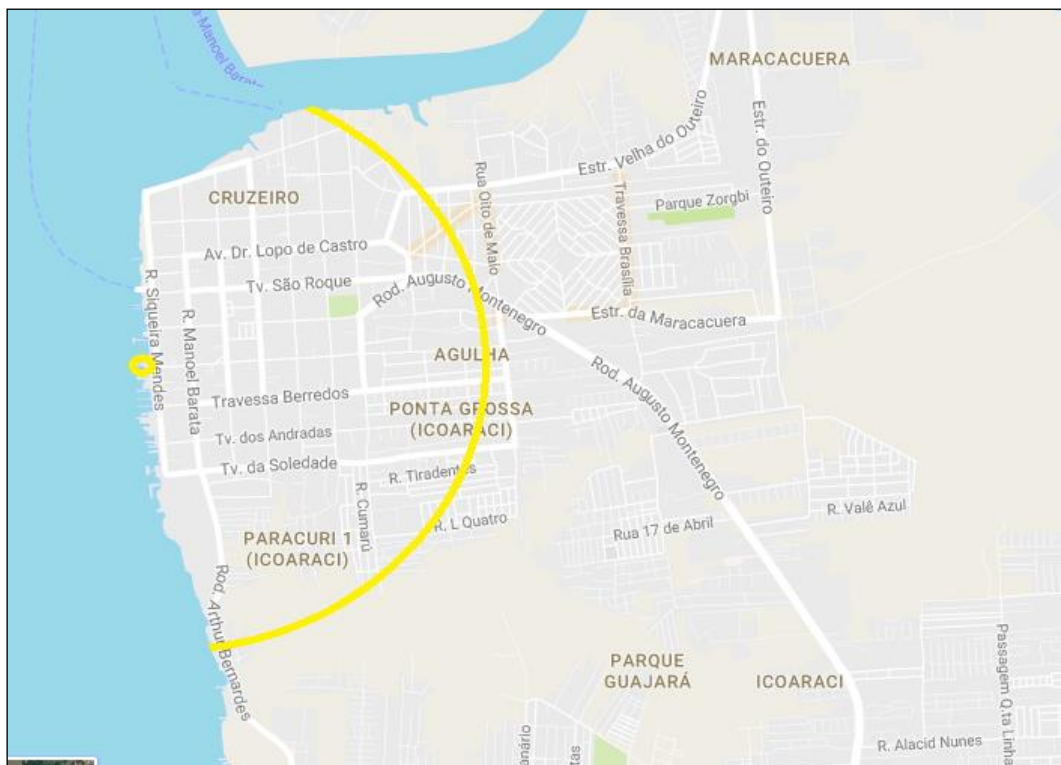 Manoel Barata
MARACACUERA
Estr. Velha do Outeiro
Estr. do Outeiro
Rua Oito de Maio
Travessa Brasília
Parque Zorgbi
CRUZEIRO
Av. Dr. Lopo de Castro
Tv. São Roque
Rod. Augusto Montenegro
Estr. da Maracacuera
R. Siqueira Mendes
R. Manoel Barata
AGULHA
Rod. Augusto Montenegro
Travessa Berredos
PONTA GROSSA
(ICOARACI)
Tv. dos Andradas
Tv. da Soledade
R. Tiradentes
R. Cumarú
R. L Quatro
R. Valê Azul
Rua 17 de Abril
PARACURI 1
(ICOARACI)
Rod. Arthur Bernardes
PARQUE
GUAJARÁ
ICOARACI
Passagem Q.ta Linha
R. Alacid Nunes